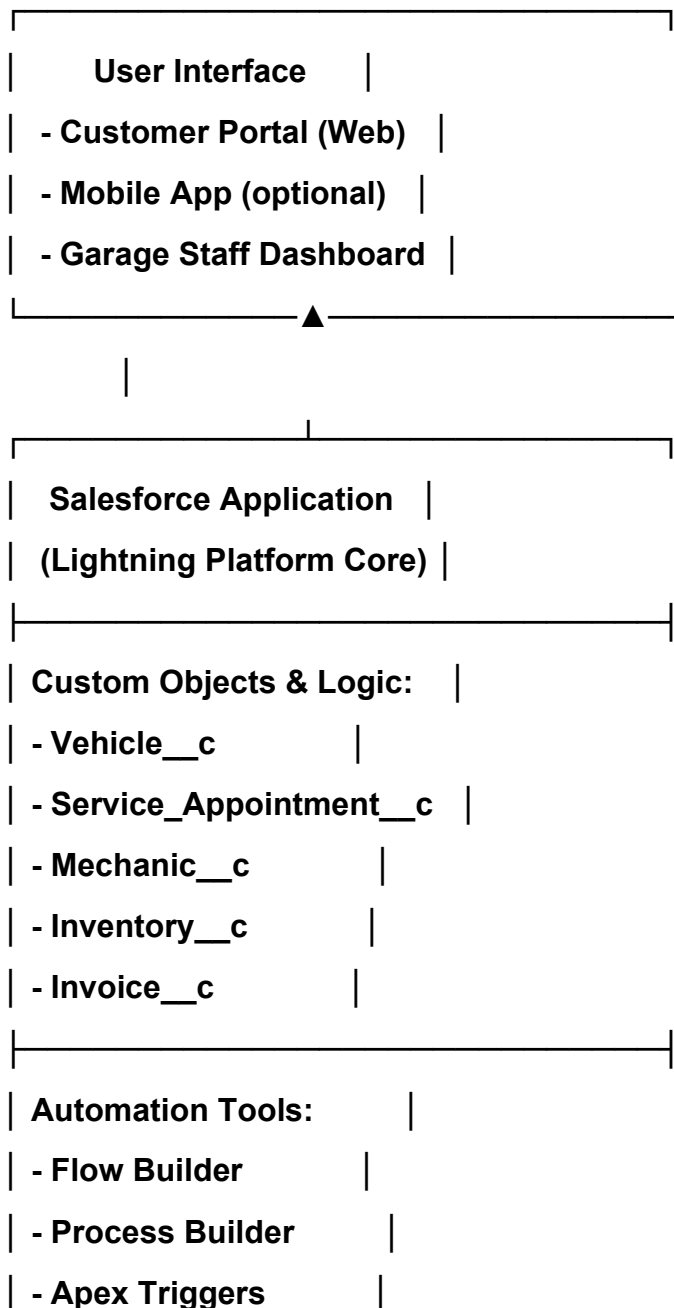 User Interface
- Customer Portal (Web)
- Mobile App (optional)
- Garage Staff Dashboard
Salesforce Application
(Lightning Platform Core)
Custom Objects & Logic:
- Vehicle__c
- Service_Appointment__c
- Mechanic__c
- Inventory__c
- Invoice__c
Automation Tools:
- Flow Builder
- Process Builder
- Apex Triggers